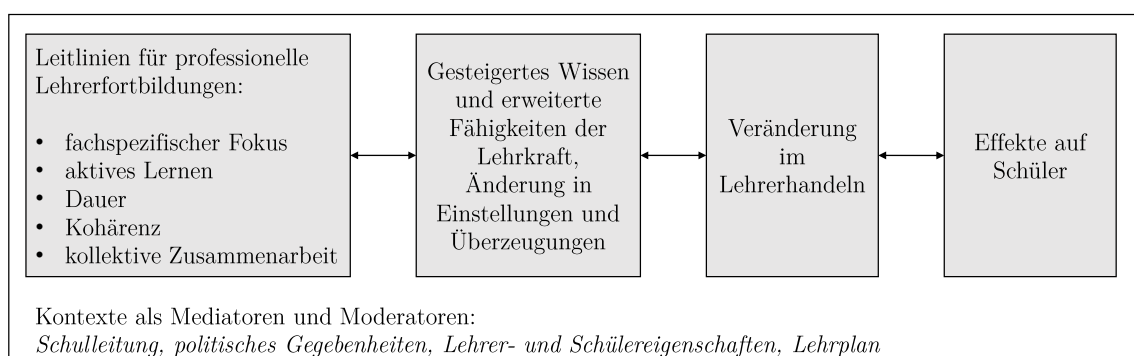 Leitlinien für professionelle
Lehrerfortbildungen:
• fachspezifischer Fokus
• aktives Lernen
• Dauer
• Kohärenz
• kollektive Zusammenarbeit
Gesteigertes Wissen
und erweiterte
Fähigkeiten der
Lehrkraft,
Änderung in
Einstellungen und
Überzeugungen
Veränderung
im
Lehrerhandeln
Effekte auf
Schüler
Kontexte als Mediatoren und Moderatoren:
Schulleitung, politisches Gegebenheiten, Lehrer- und Schülereigenschaften, Lehrplan